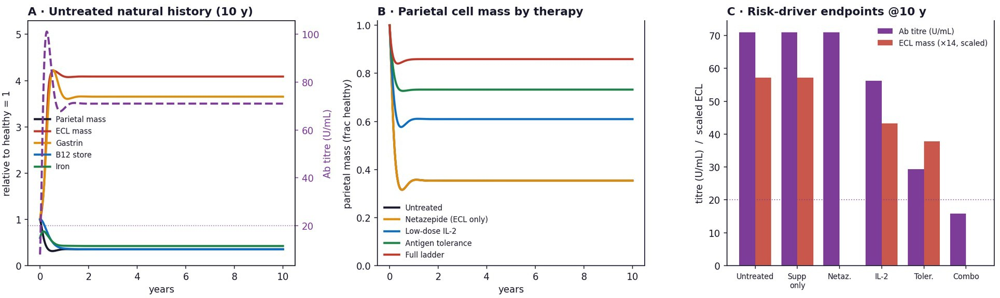 A · Untreated natural history (10 y)
relative to healthy = 1
5
4
3
2
1
0
Parietal mass
ECL mass
Gastrin
B12 store
Iron
100
80
60
40
20
Ab titre (U/mL)
0
2
4
6
8
10
years
B · Parietal cell mass by therapy
parietal mass (frac healthy)
1.0
0.8
0.6
0.4
0.2
0.0
Untreated
Netazepide (ECL only)
Low-dose IL-2
Antigen tolerance
Full ladder
0
2
4
6
8
10
years
C · Risk-driver endpoints @10 y
titre (U/mL) / scaled ECL
70
60
50
40
30
20
10
0
Ab titre (U/mL)
ECL mass (×14, scaled)
Untreated
Supp
only
Netaz.
IL-2
Toler.
Combo